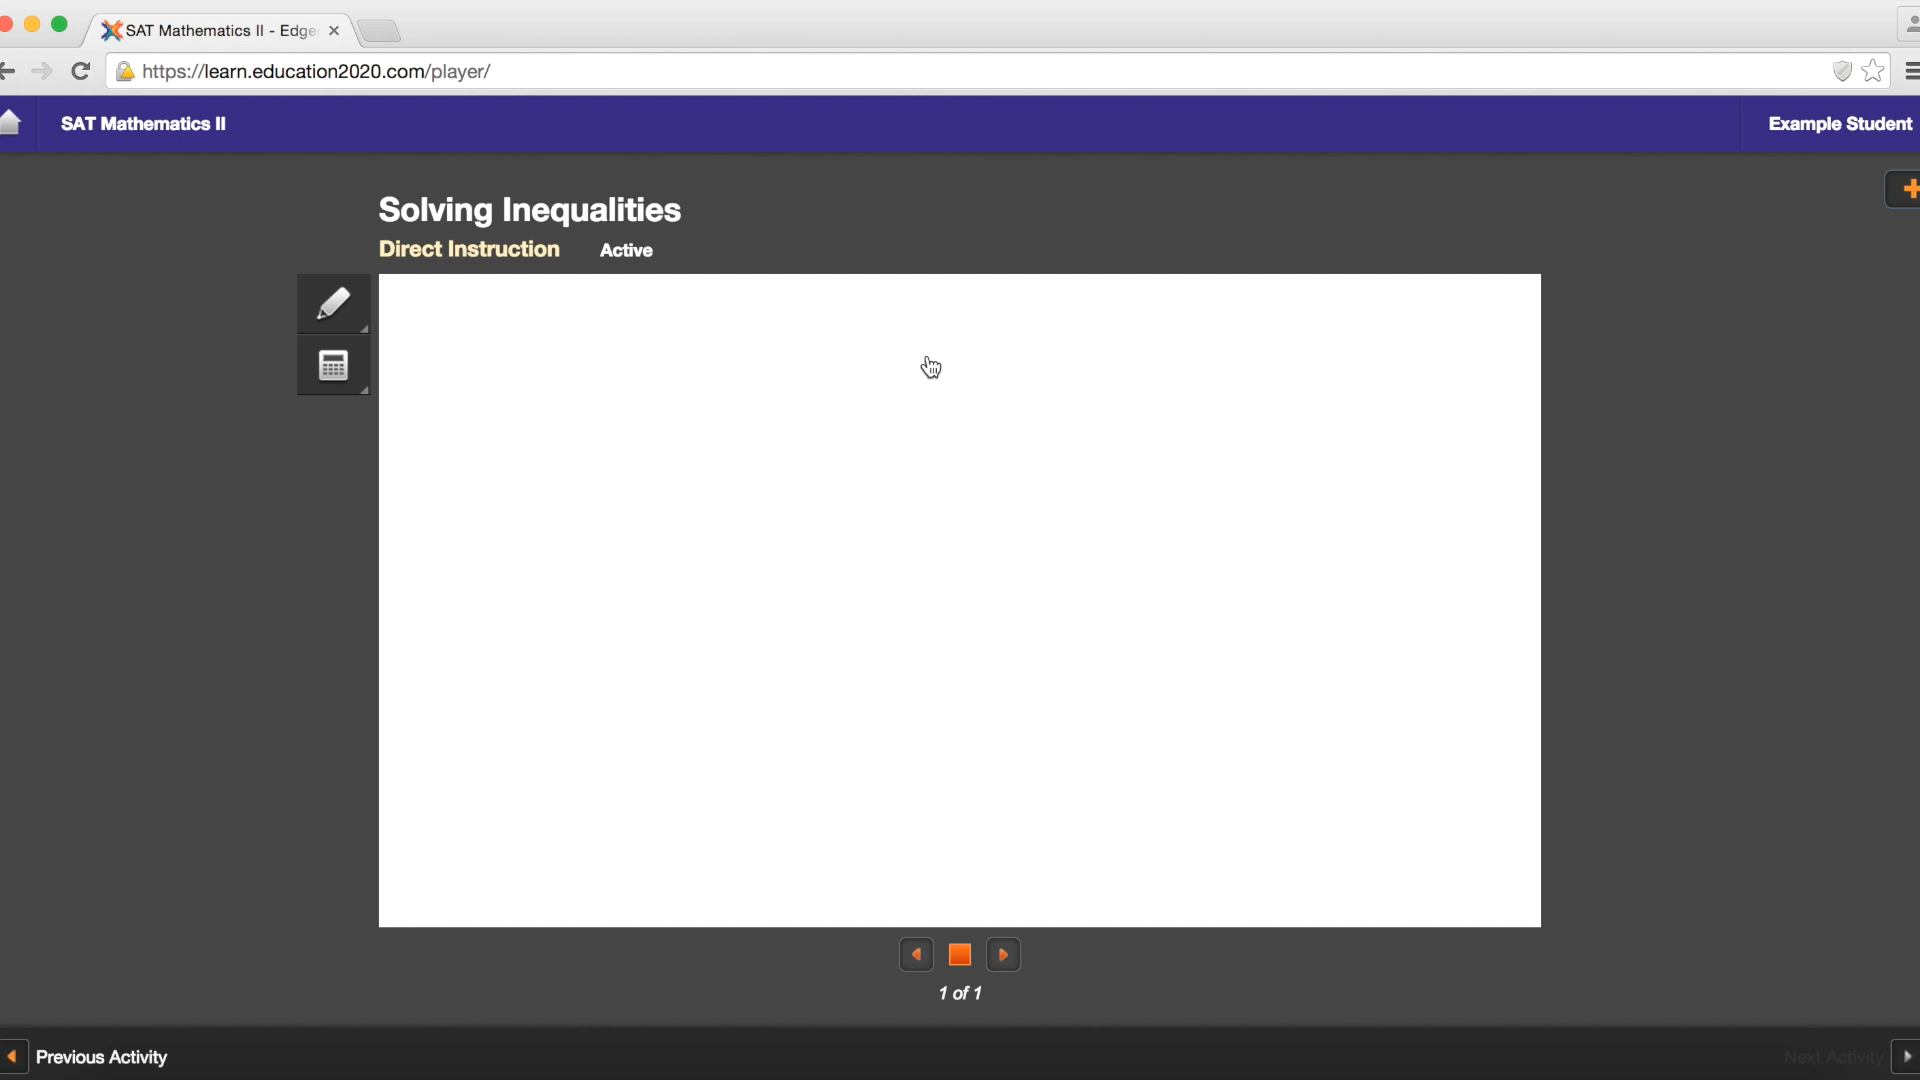 SAT Mathematics II - Edge
https://learn.education2020.com/player/
SAT Mathematics II
Example Student
Solving Inequalities
Direct Instruction
Active
1 of 1
Previous Activity
Next Activity